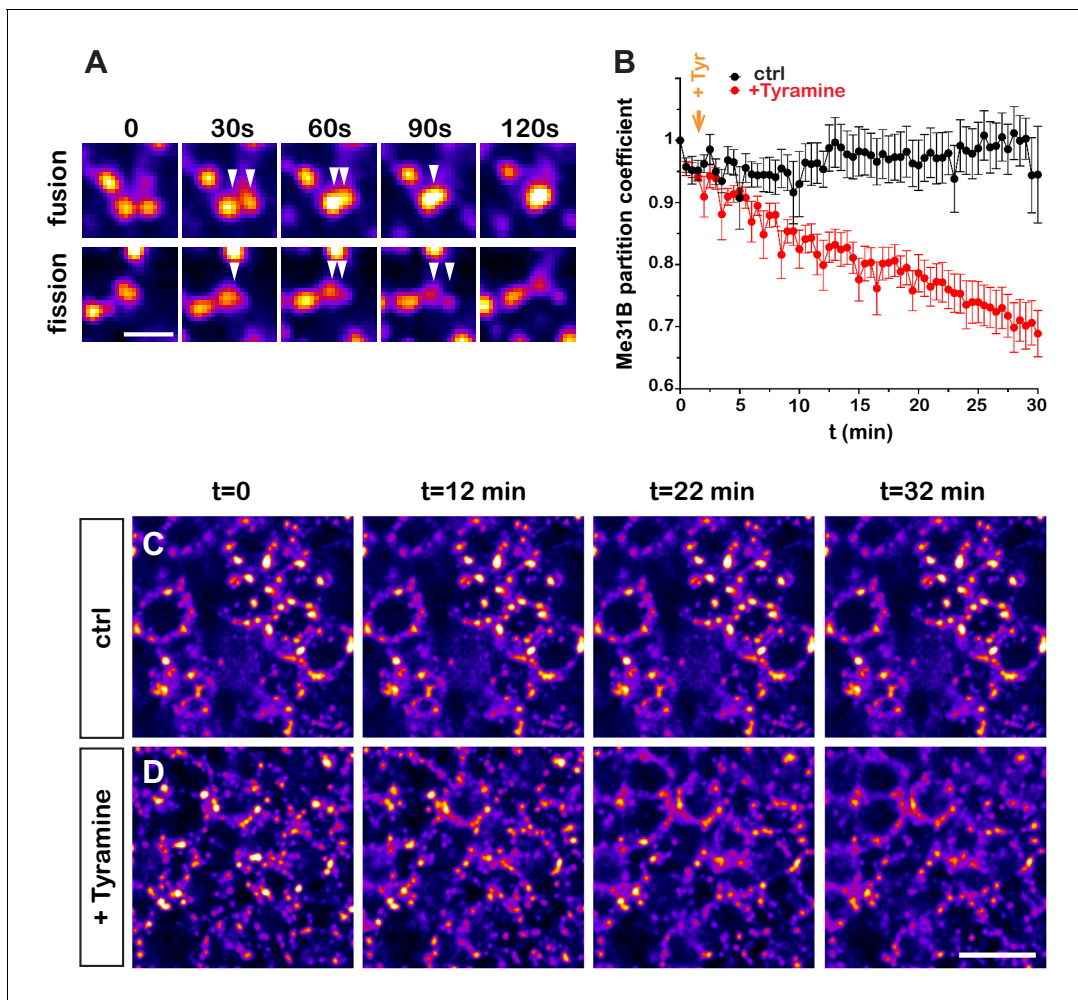 A
0 30s 60s 90s 120s
fusion
fission
B
+ Tyr
ctrl
+Tyramine
Me31B partition coefficient
1
0.9
0.8
0.7
0.6
0 5 10 15 20 25 30
t (min)
t=0 t=12 min t=22 min t=32 min
ctrl
C
+ Tyramine
D